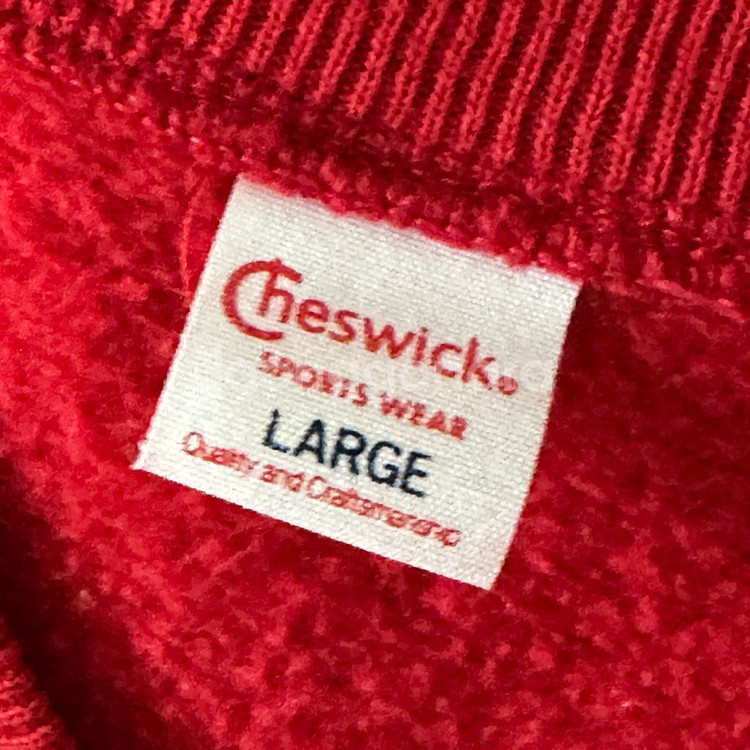 Cheswick®
SPORTS WEAR
LARGE
Quality and Craftsmanship